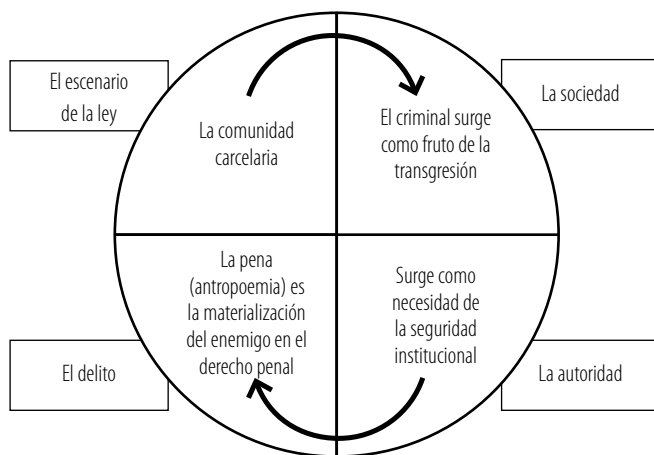 El escenario
de la ley
La comunidad
carcelaria
El criminal surge
como fruto de la
transgresión
La sociedad
El delito
La pena
(antropoemia) es
la materialización
del enemigo en el
derecho penal
Surge como
necesidad de
la seguridad
institucional
La autoridad